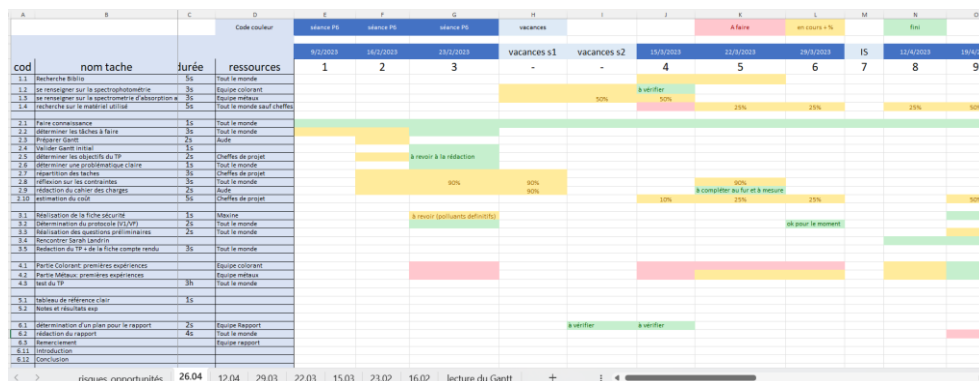 A B C D E F G H I J K L M N O
Code couleur séance P6 séance P6 séance P6 vacances A faire en cours + % fini
9/2/2023 16/2/2023 23/2/2023 vacances s1 vacances s2 15/3/2023 22/3/2023 29/3/2023 IS 12/4/2023 19/4/
cod nom tache durée ressources 1 2 3 - - 4 5 6 7 8 9
1.1 Recherche Biblio 5s Tout le monde
1.2 se renseigner sur la spectrophotométrie 3s Equipe colorant à vérifier
1.3 se renseigner sur la spectrometrie d'absorption a 3s Equipe métaux 50% 50%
1.4 recherche sur le matériel utilisé 5s Tout le monde sauf cheffes 25% 25% 25% 50%
2.1 Faire connaissance 1s Tout le monde
2.2 déterminer les tâches à faire 3s Tout le monde
2.3 Préparer Gantt 2s Aude
2.4 Valider Gantt initial 1s
2.5 déterminer les objectifs du TP 2s Cheffes de projet à revoir à la rédaction
2.6 déterminer une problématique claire 1s Tout le monde
2.7 répartition des taches 3s Cheffes de projet
2.8 réflexion sur les contraintes 3s Tout le monde 90% 90% 90%
2.9 rédaction du cahier des charges 2s Aude 90% à compléter au fur et à mesure
2.10 estimation du coût 5s Cheffes de projet 10% 25% 25% 50%
3.1 Réalisation de la fiche sécurité 1s Maxine à revoir (polluants definitifs)
3.2 Détermination du protocole (V1/VF) 2s Tout le monde ok pour le moment
3.3 Réalisation des questions préliminaires 2s Tout le monde
3.4 Rencontrer Sarah Landrin
3.5 Redaction du TP + de la fiche compte rendu 3s Tout le monde
4.1 Partie Colorant: premières expériences Equipe colorant
4.2 Partie Métaux: premières expériences Equipe métaux
4.3 test du TP 3h Tout le monde
5.1 tableau de référence clair 1s
5.2 Notes et résultats exp
6.1 détermination d'un plan pour le rapport 2s Equipe Rapport à vérifier à vérifier
6.2 rédaction du rapport 4s Tout le monde
6.3 Remerciement Equipe rapport
6.11 Introduction
6.12 Conclusion
risques opportunités 26.04 12.04 29.03 22.03 15.03 23.02 16.02 lecture du Gantt +